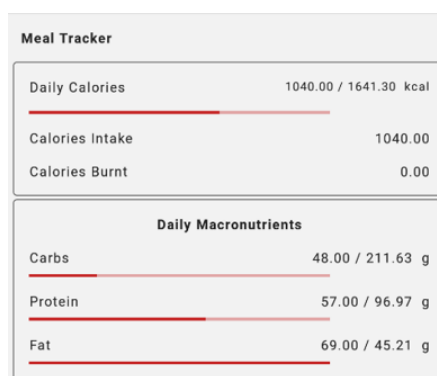 Meal Tracker
Daily Calories 1040.00 / 1641.30 kcal
Calories Intake 1040.00
Calories Burnt 0.00
Daily Macronutrients
Carbs 48.00 / 211.63 g
Protein 57.00 / 96.97 g
Fat 69.00 / 45.21 g